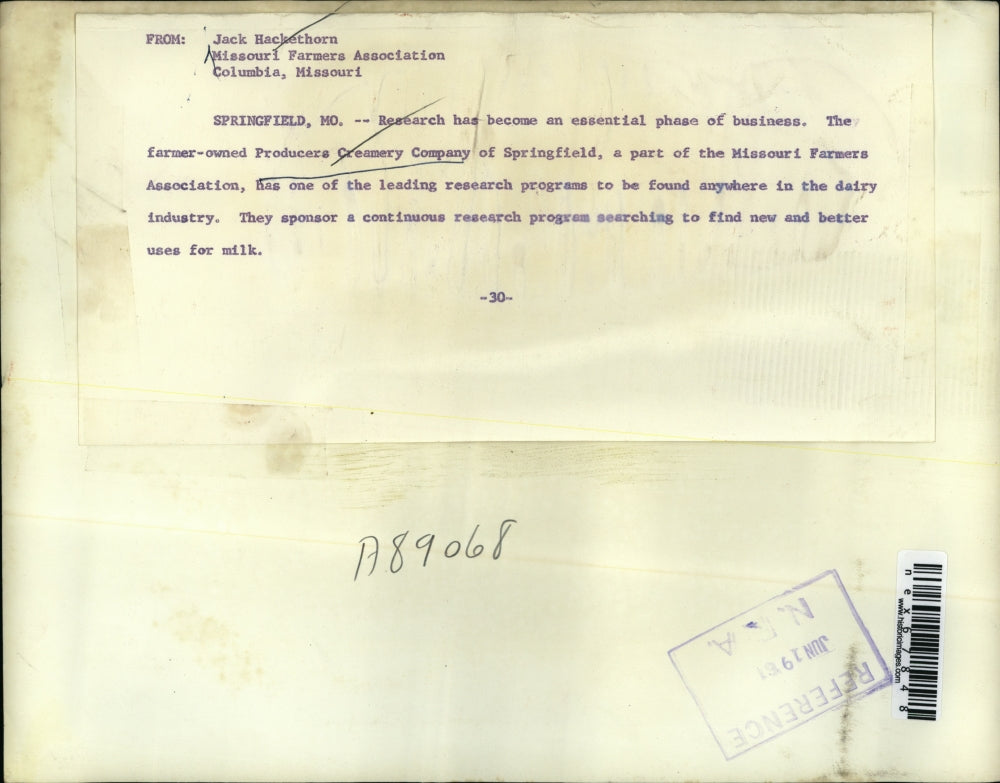 FROM: Jack Hackethorn
Missouri Farmers Association
Columbia, Missouri
SPRINGFIELD, MO. -- Research has become an essential phase of business. The
farmer-owned Producers Creamery Company of Springfield, a part of the Missouri Farmers
Association, has one of the leading research programs to be found anywhere in the dairy
industry. They sponsor a continuous research program searching to find new and better
uses for milk.
-30-
A89068
REFERENCE
JUN 19 61
N.E.A.
nex67848
www.historicimages.com